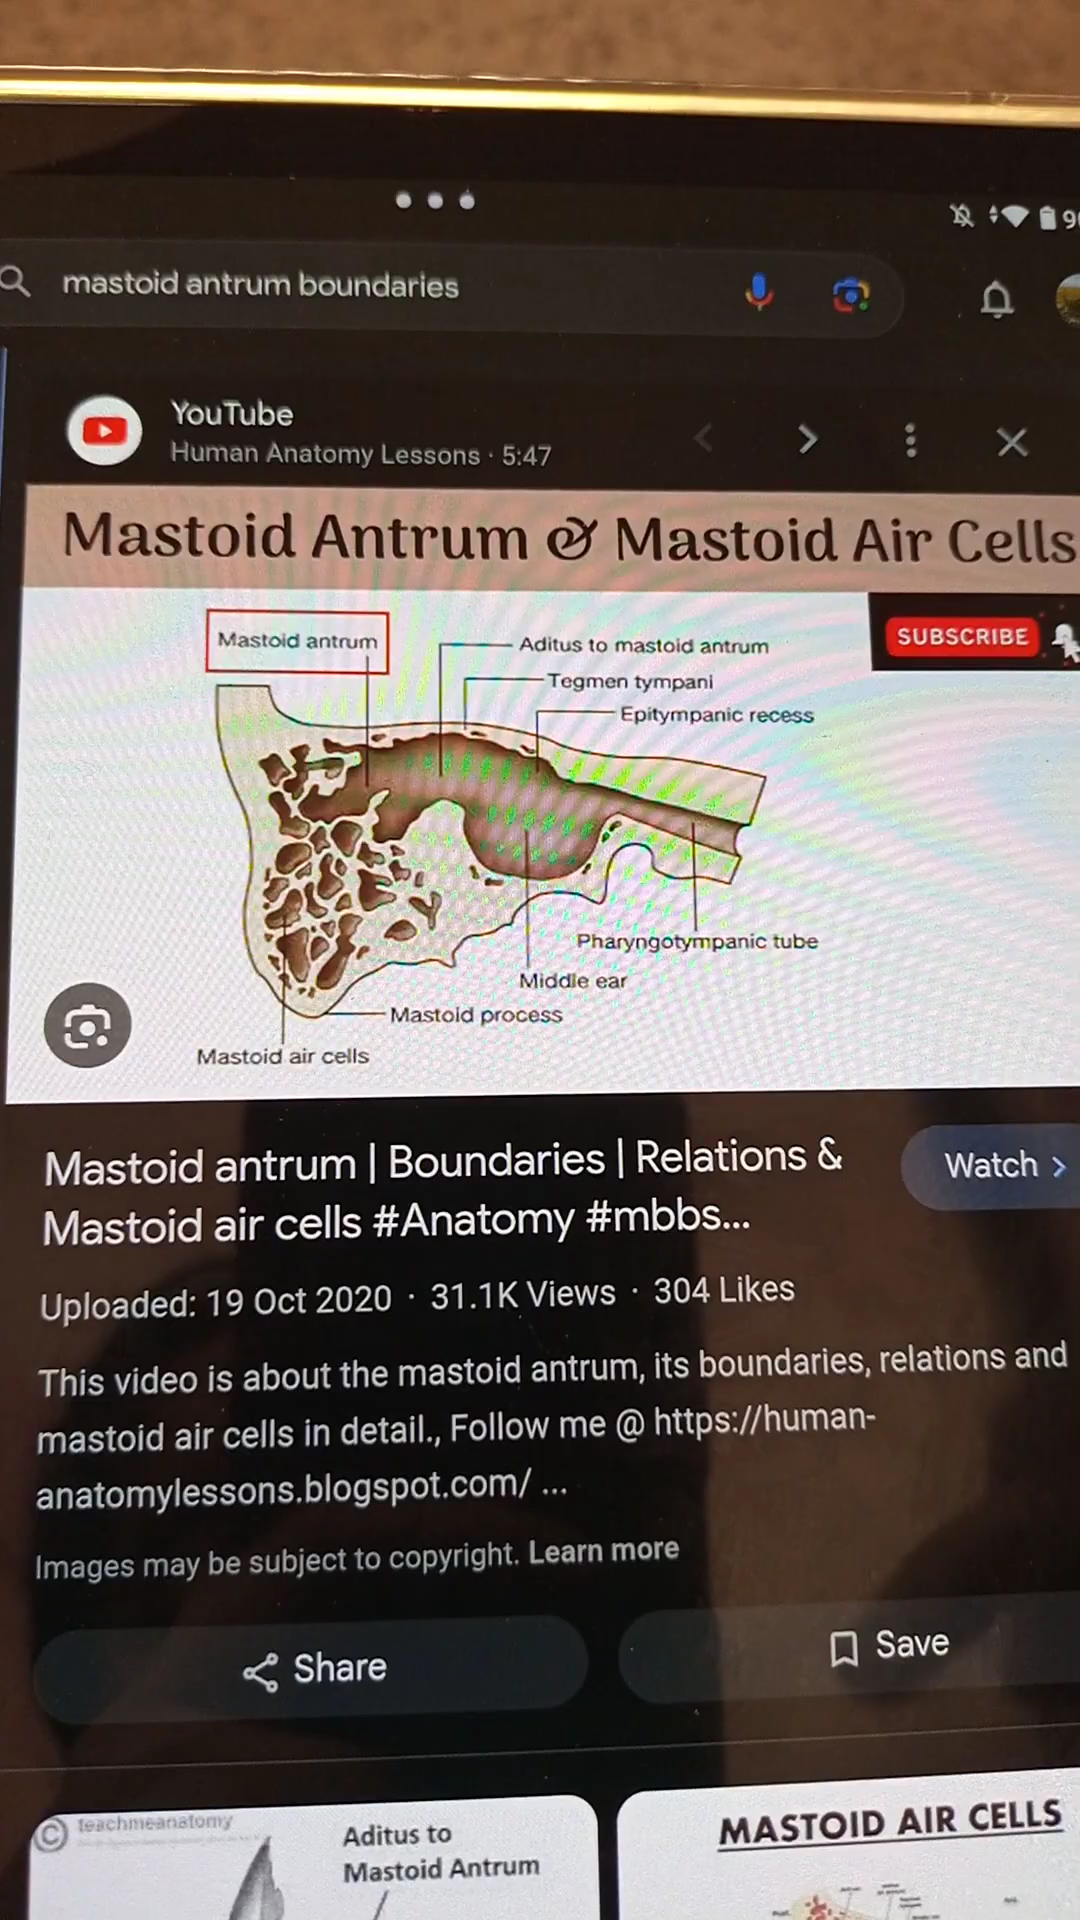 mastoid antrum boundaries
YouTube
Human Anatomy Lessons · 5:47
Mastoid Antrum & Mastoid Air Cells
SUBSCRIBE
Mastoid antrum
Aditus to mastoid antrum
Tegmen tympani
Epitympanic recess
Pharyngotympanic tube
Middle ear
Mastoid process
Mastoid air cells
Mastoid antrum | Boundaries | Relations &
Mastoid air cells #Anatomy #mbbs...
Watch >
Uploaded: 19 Oct 2020 · 31.1K Views · 304 Likes
This video is about the mastoid antrum, its boundaries, relations and
mastoid air cells in detail., Follow me @ https://human-
anatomylessons.blogspot.com/ ...
Images may be subject to copyright. Learn more
Share
Save
© teachmeanatomy
Aditus to
Mastoid Antrum
MASTOID AIR CELLS